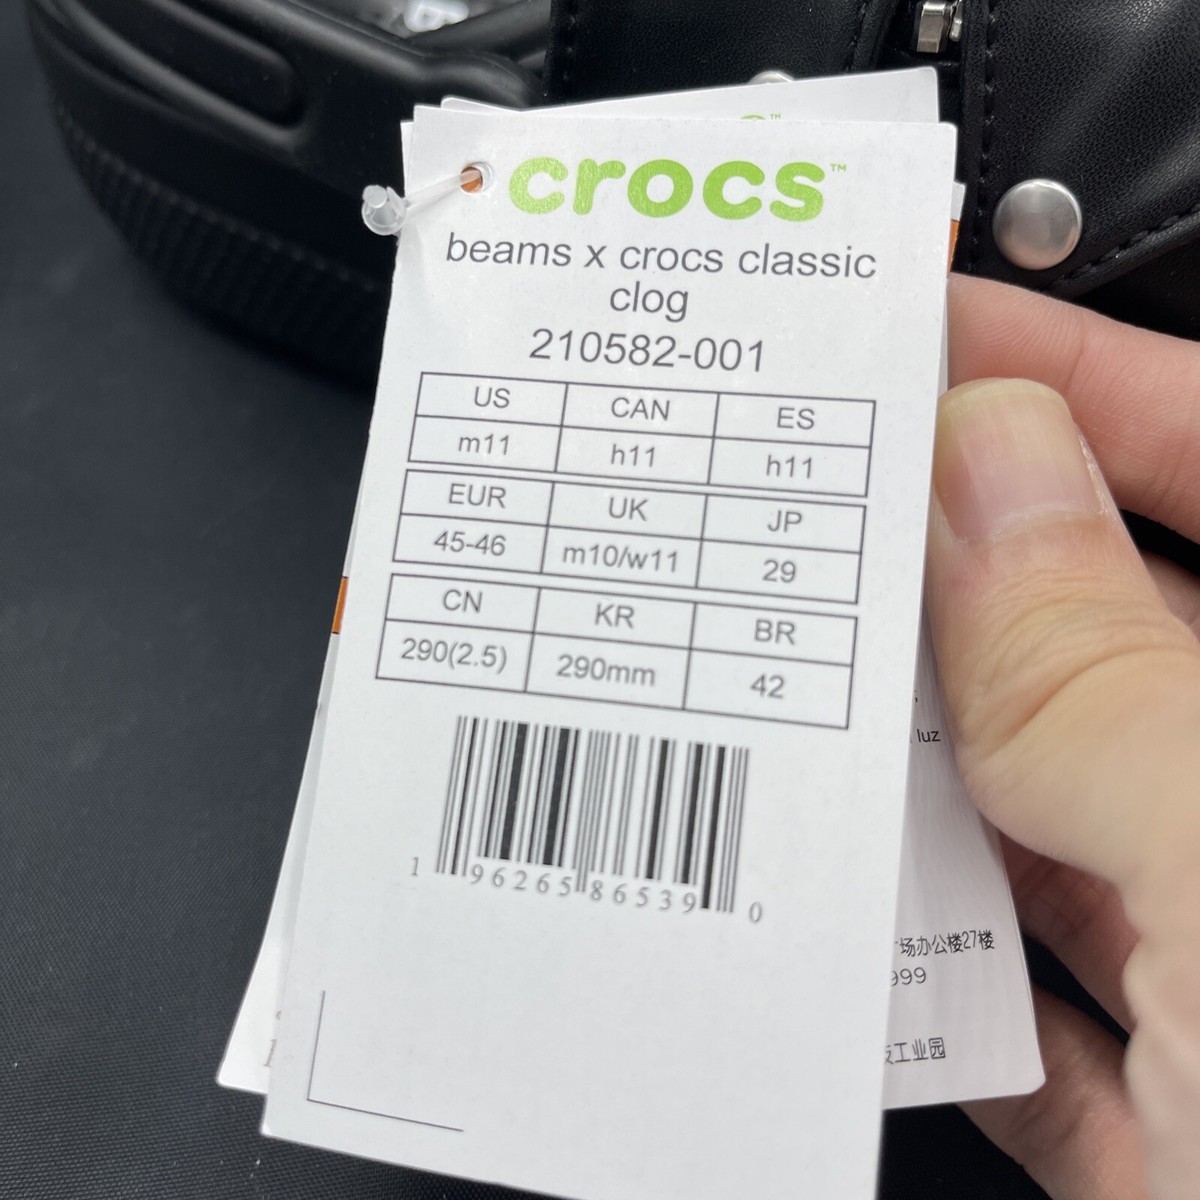 crocs™
beams x crocs classic
clog
210582-001
US CAN ES
m11 h11 h11
EUR UK JP
45-46 m10/w11 29
CN KR BR
290(2.5) 290mm 42
1 96265 86539 0
luz
场办公楼27楼
999
工业园